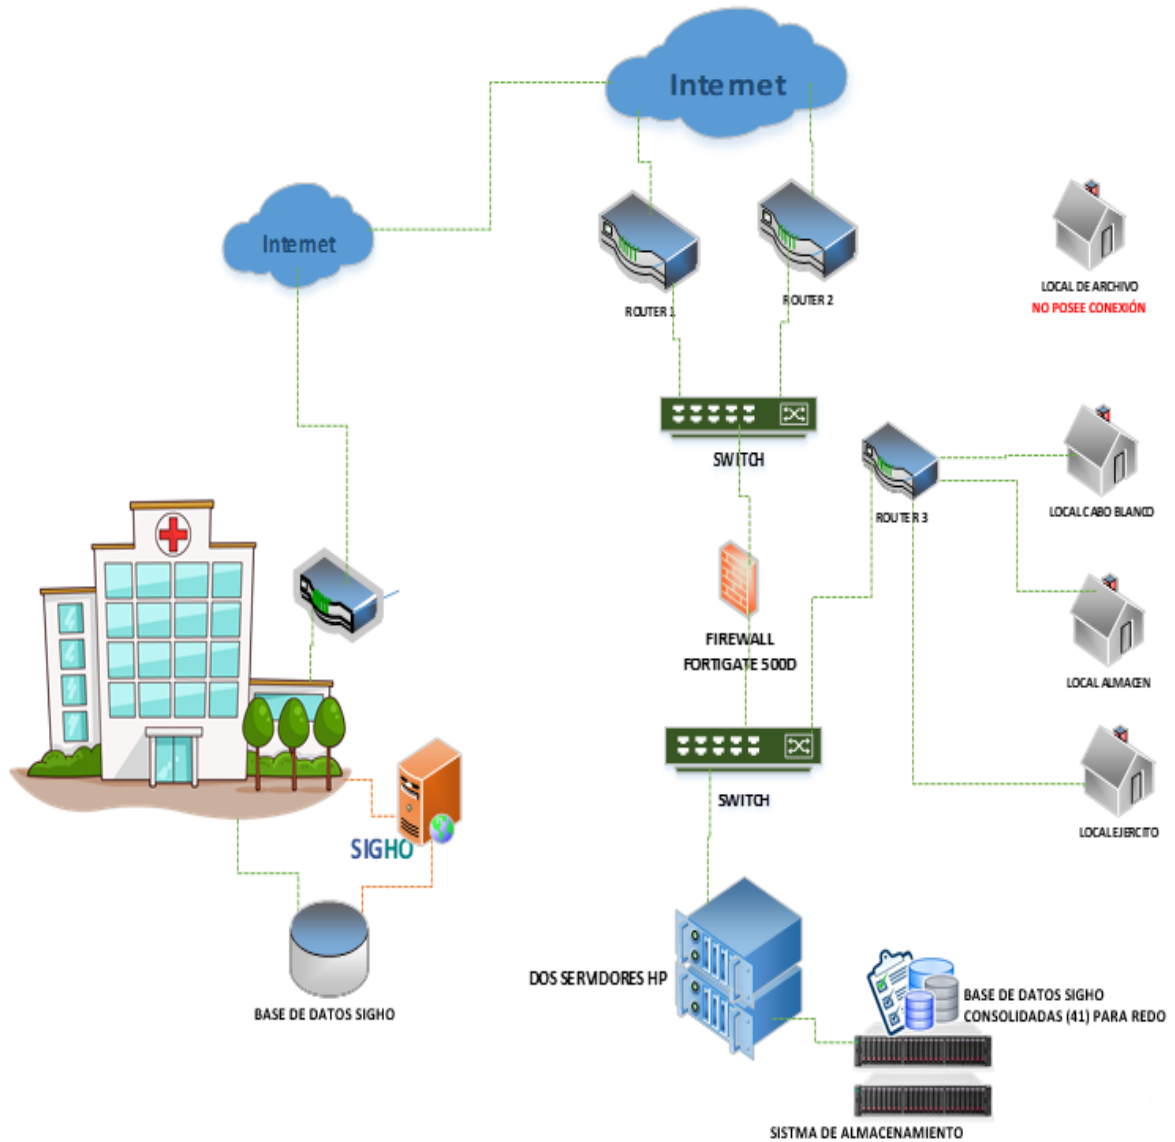 Internet
Internet
ROUTER 1
ROUTER 2
LOCAL DE ARCHIVO
NO POSEE CONEXIÓN
SWITCH
ROUTER 3
LOCAL CABO BLANCO
FIREWALL
FORTIGATE 500D
LOCAL ALMACEN
SWITCH
LOCAL EJERCITO
SIGHO
BASE DE DATOS SIGHO
DOS SERVIDORES HP
BASE DE DATOS SIGHO
CONSOLIDADAS (41) PARA REDO
SISTMA DE ALMACENAMIENTO